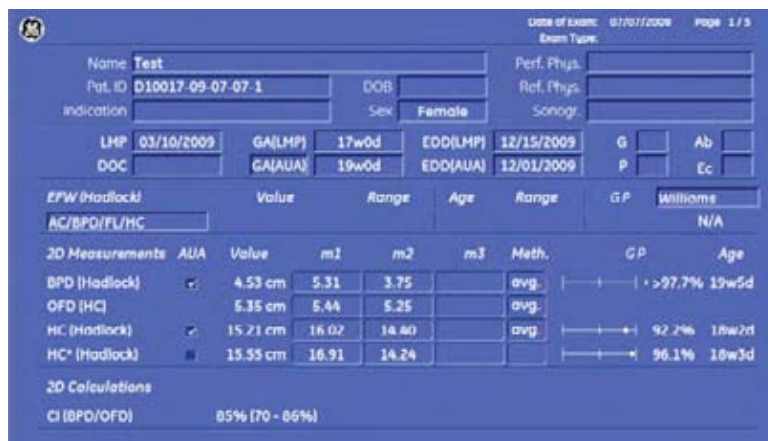 Date of Exam: 07/07/2009 Page 1/5
Exam Type:
Name Test Perf. Phys.
Pat. ID D10017-09-07-07-1 DOB Ref. Phys.
Indication Sex Female Sonogr.
LMP 03/10/2009 GA(LMP) 17w0d EDD(LMP) 12/15/2009 G Ab
DOC GA(AUA) 19w0d EDD(AUA) 12/01/2009 P Ec
EFW (Hadlock) Value Range Age Range GP Williams
AC/BPD/FL/HC N/A
2D Measurements AUA Value m1 m2 m3 Meth. GP Age
BPD (Hadlock) 4.53 cm 5.31 3.75 avg. >97.7% 19w5d
OFD (HC) 5.35 cm 5.44 5.25 avg.
HC (Hadlock) 15.21 cm 16.02 14.40 avg. 92.2% 18w2d
HC* (Hadlock) 15.55 cm 16.91 14.24 96.1% 18w3d
2D Calculations
CI (BPD/OFD) 85% (70 - 86%)